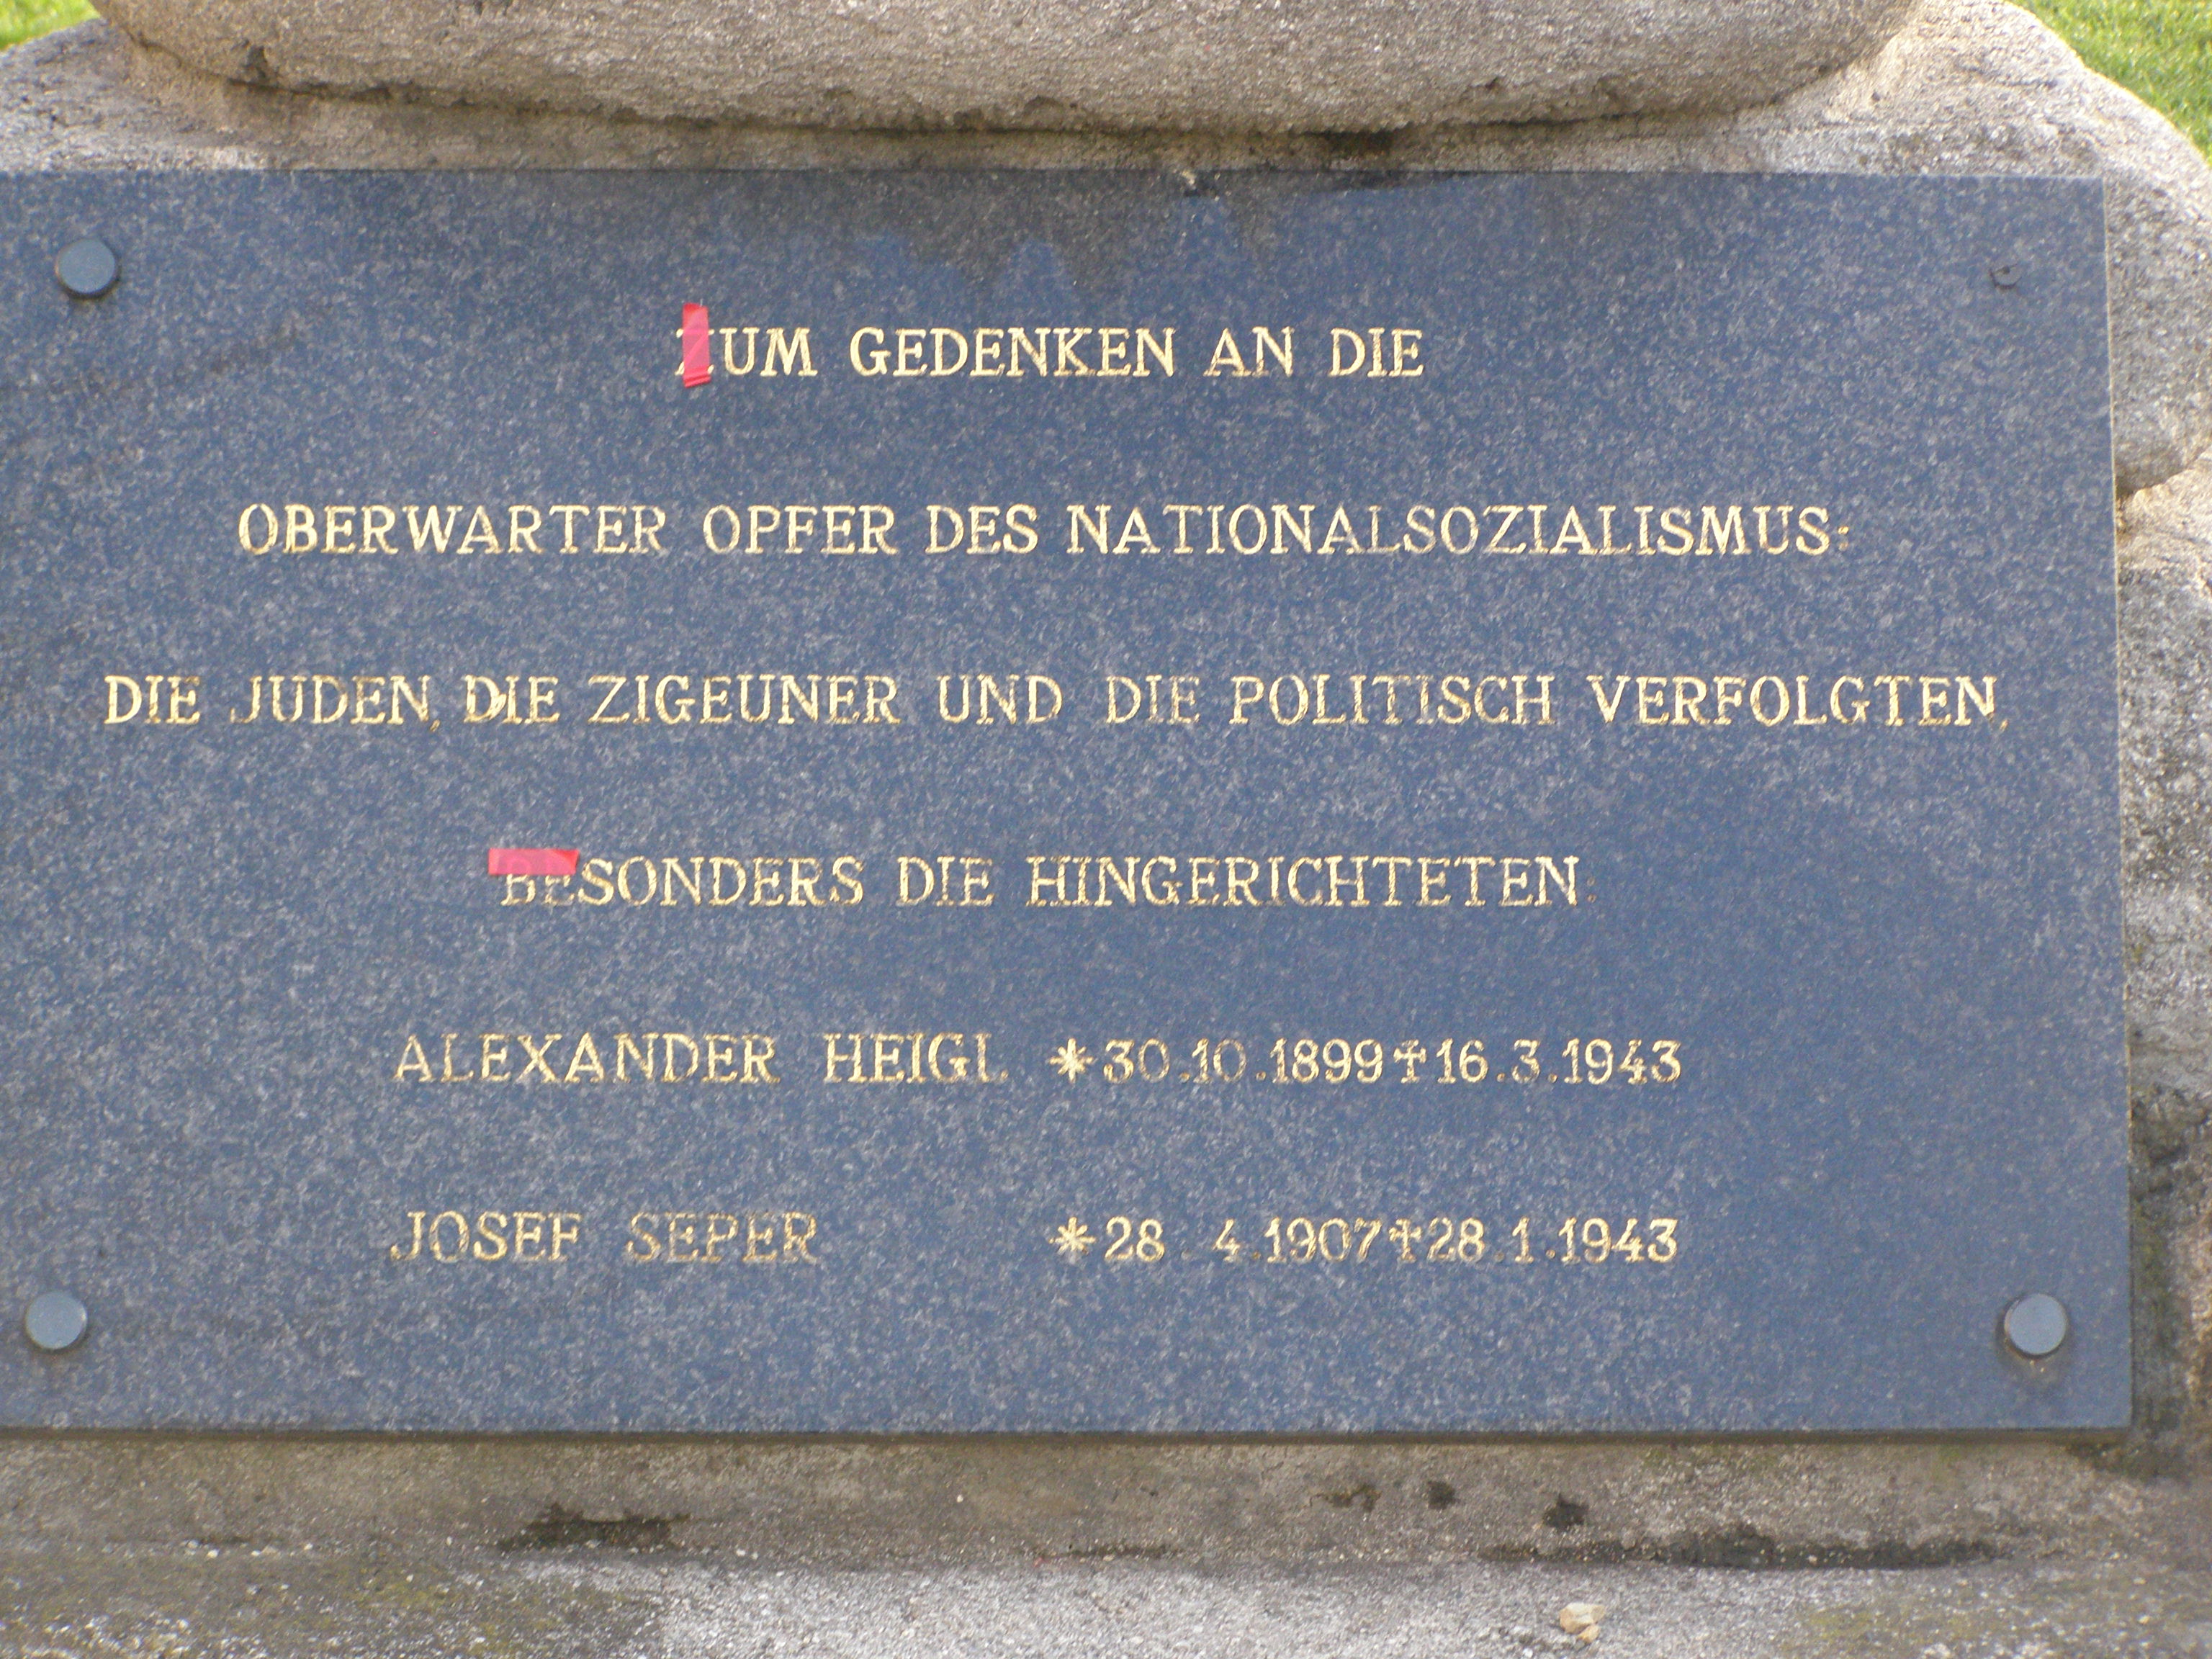 ZUM GEDENKEN AN DIE
OBERWARTER OPFER DES NATIONALSOZIALISMUS:
DIE JUDEN, DIE ZIGEUNER UND DIE POLITISCH VERFOLGTEN,
BESONDERS DIE HINGERICHTETEN:
ALEXANDER HEIGL *30.10.1899✝16.3.1943
JOSEF SEPER *28.4.1907✝28.1.1943